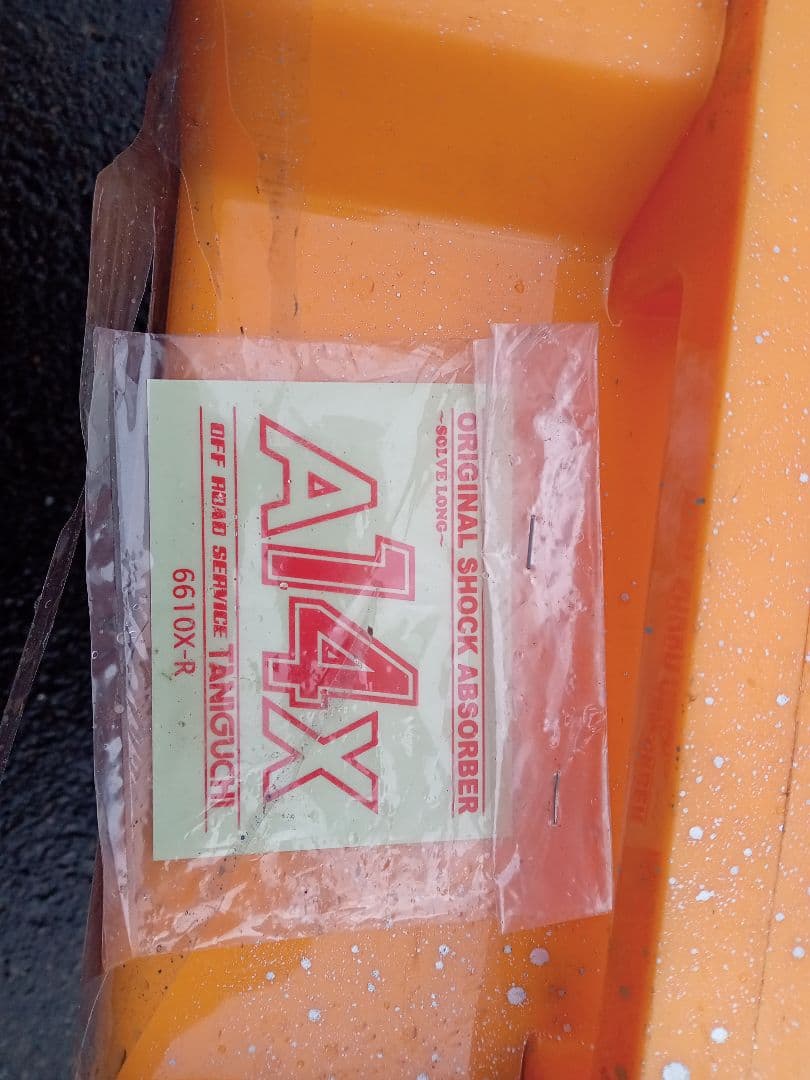 ORIGINAL SHOCK ABSORBER
~SOLVE LONG~
A14X
OFF ROAD SERVICE TANIGUCHI
6610X-R